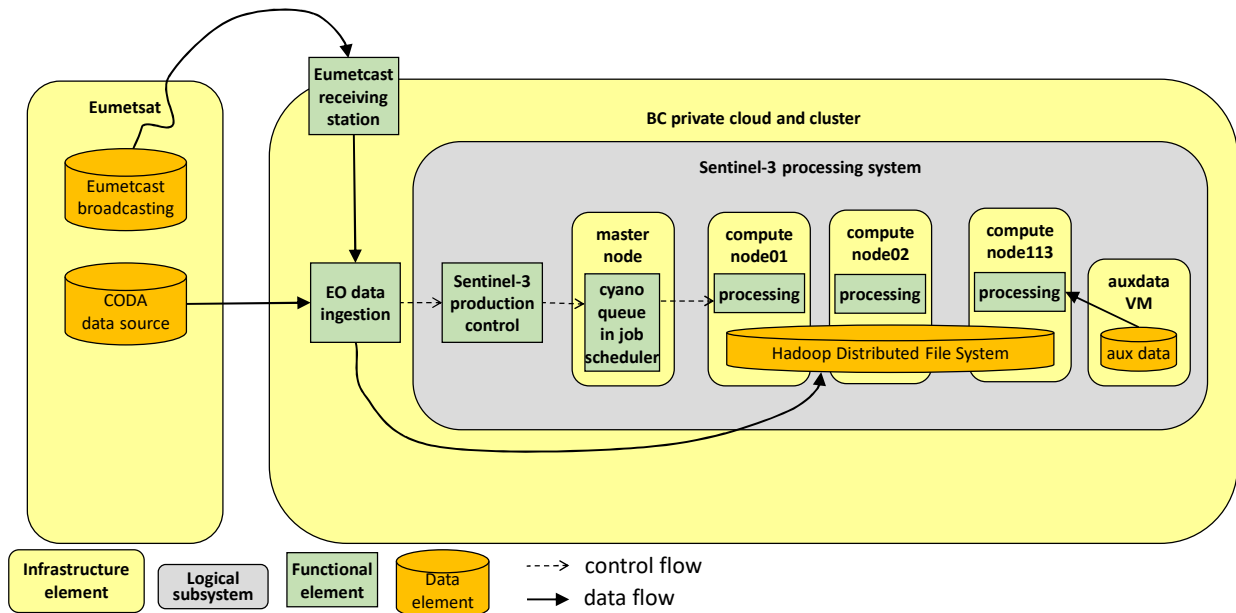 Eumetsat
Eumetcast
broadcasting
CODA
data source
Eumetcast
receiving
station
EO data
ingestion
BC private cloud and cluster
Sentinel-3 processing system
Sentinel-3
production
control
master
node
cyano
queue
in job
scheduler
compute
node01
processing
compute
node02
processing
compute
node113
processing
auxdata
VM
aux data
Hadoop Distributed File System
Infrastructure
element
Logical
subsystem
Functional
element
Data
element
control flow
data flow